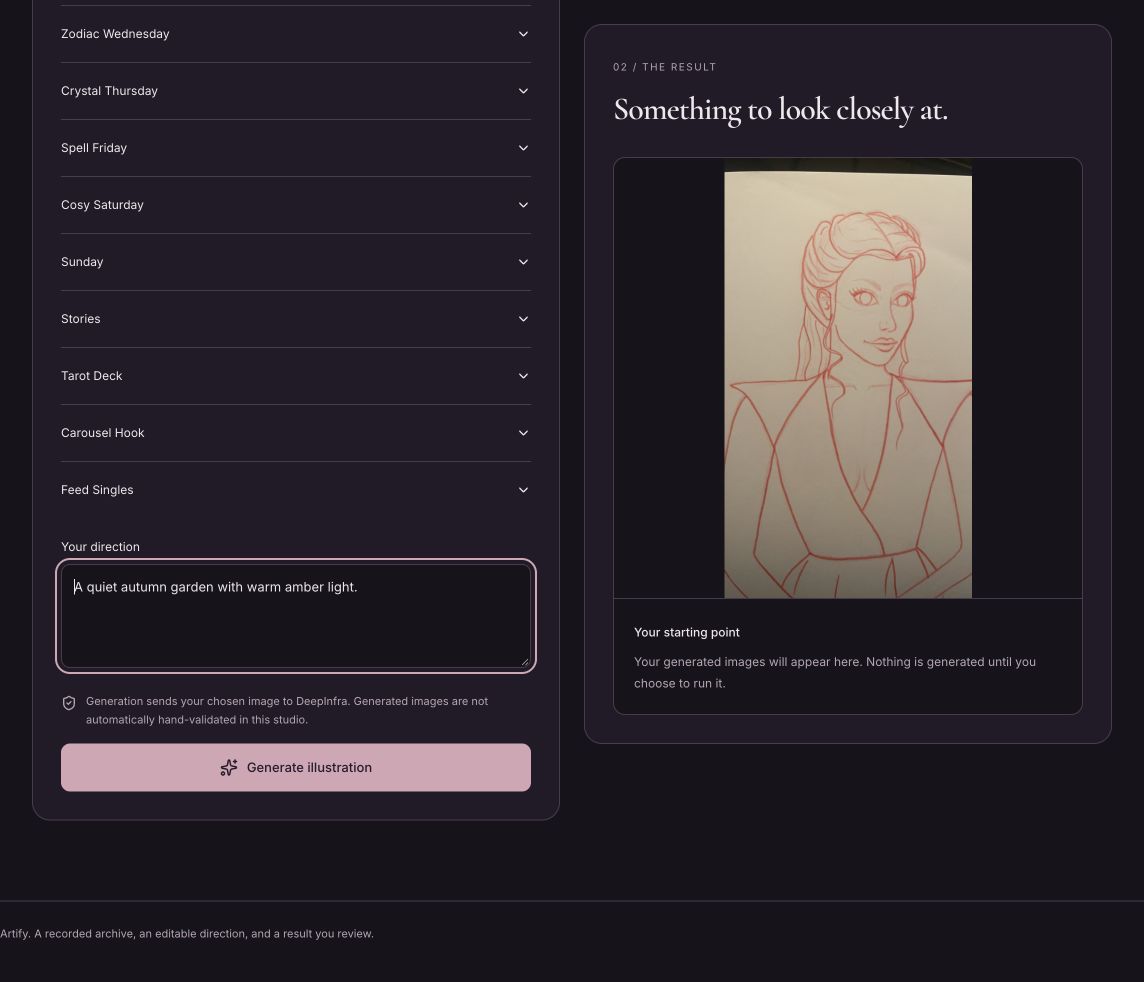 Zodiac Wednesday
Crystal Thursday
Spell Friday
Cosy Saturday
Sunday
Stories
Tarot Deck
Carousel Hook
Feed Singles
Your direction
A quiet autumn garden with warm amber light.
Generation sends your chosen image to DeepInfra. Generated images are not
automatically hand-validated in this studio.
Generate illustration
02 / THE RESULT
Something to look closely at.
Your starting point
Your generated images will appear here. Nothing is generated until you
choose to run it.
Artify. A recorded archive, an editable direction, and a result you review.